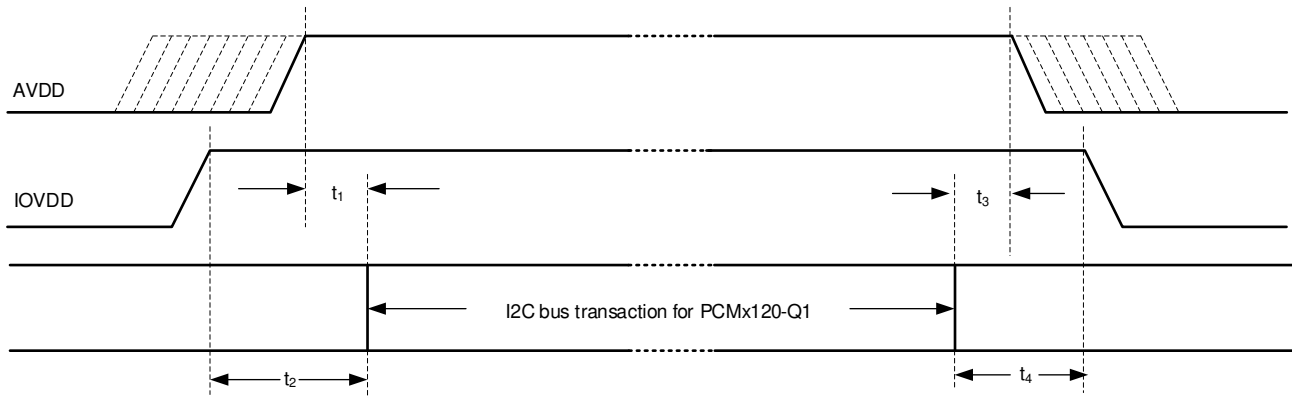 AVDD
IOVDD
t₁
t₃
I2C bus transaction for PCMx120-Q1
t₂
t₄